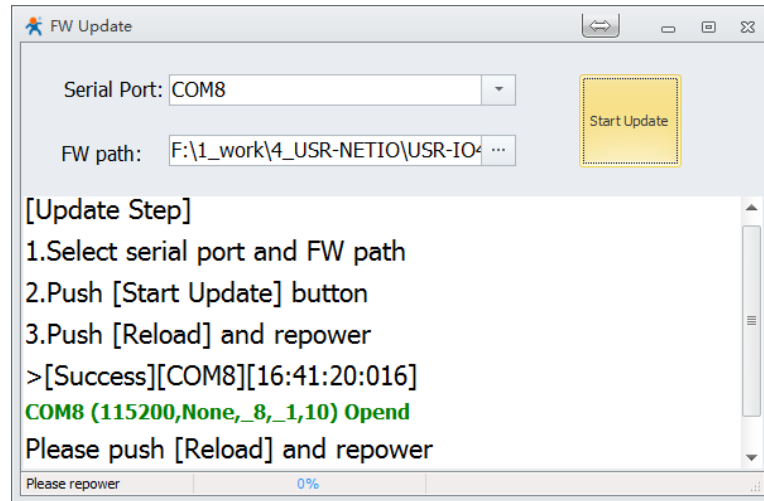 FW Update
Serial Port: COM8
Start Update
FW path: F:\1_work\4_USR-NETIO\USR-IO4 ...
[Update Step]
1.Select serial port and FW path
2.Push [Start Update] button
3.Push [Reload] and repower
>[Success][COM8][16:41:20:016]
COM8 (115200,None,_8,_1,10) Opend
Please push [Reload] and repower
Please repower 0%